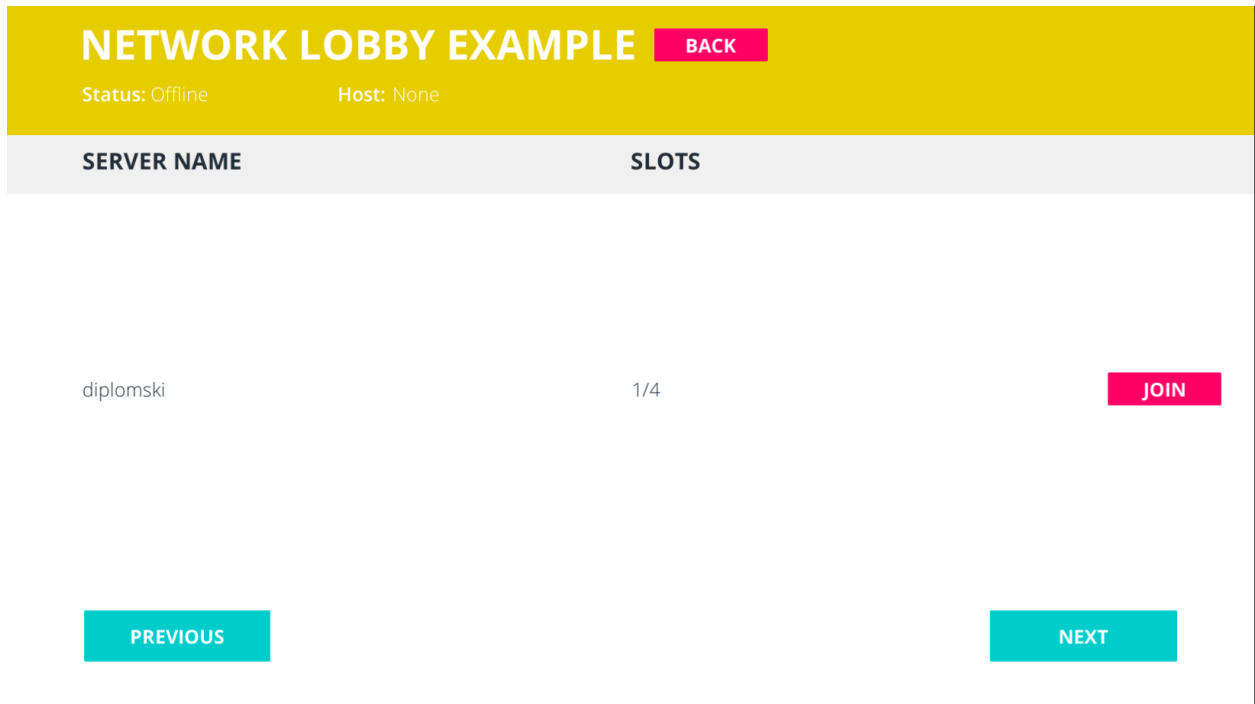 NETWORK LOBBY EXAMPLE BACK
Status: Offline Host: None
SERVER NAME SLOTS
diplomski 1/4 JOIN
PREVIOUS NEXT